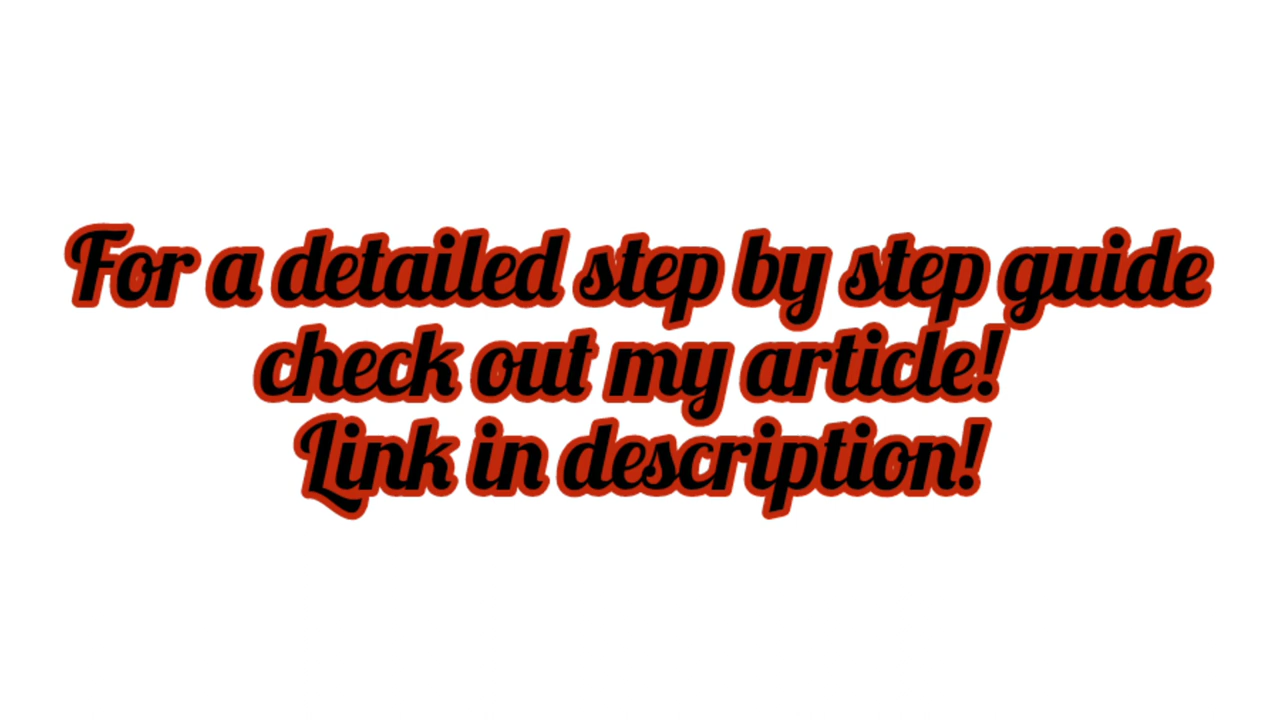 For a detailed step by step guide
check out my article!
Link in description!